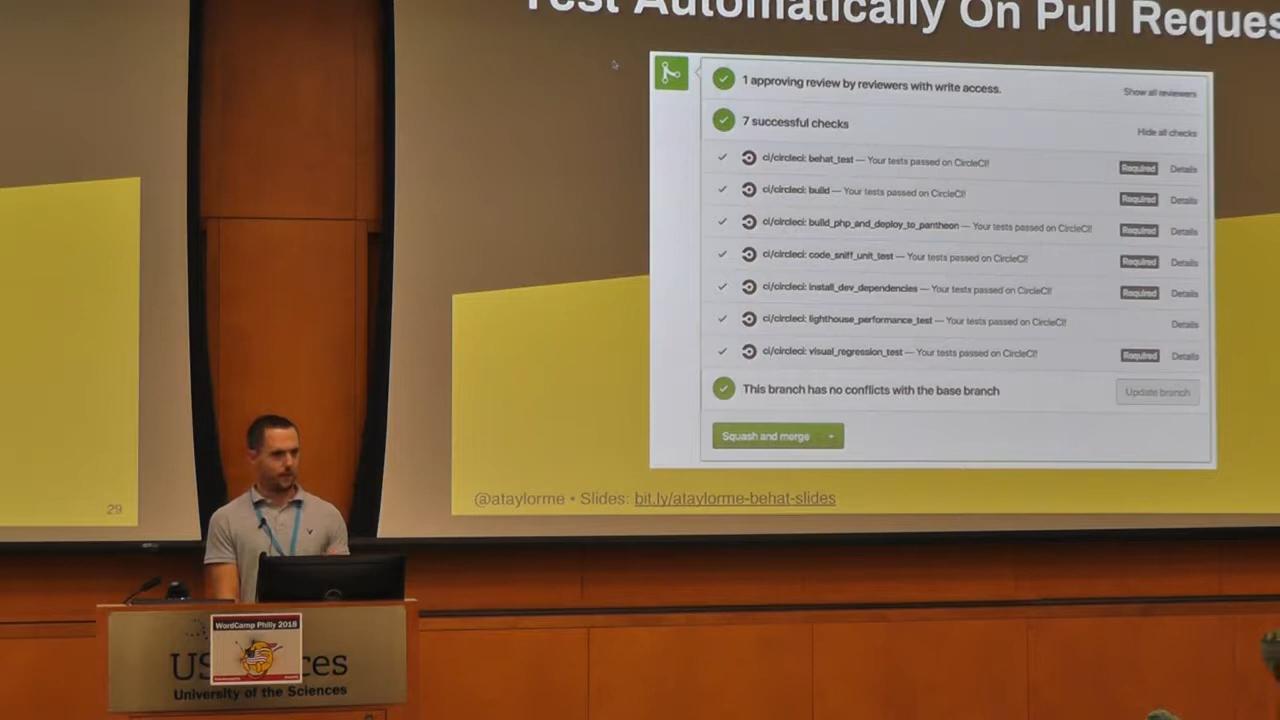 Test Automatically On Pull Reques
1 approving review by reviewers with write access.
Show all reviewers
7 successful checks
Hide all checks
ci/circleci: behat_test — Your tests passed on CircleCI!
Required
Details
ci/circleci: build — Your tests passed on CircleCI!
Required
Details
ci/circleci: build_php_and_deploy_to_pantheon — Your tests passed on CircleCI!
Required
Details
ci/circleci: code_sniff_unit_test — Your tests passed on CircleCI!
Required
Details
ci/circleci: install_dev_dependencies — Your tests passed on CircleCI!
Required
Details
ci/circleci: lighthouse_performance_test — Your tests passed on CircleCI!
Details
ci/circleci: visual_regression_test — Your tests passed on CircleCI!
Required
Details
This branch has no conflicts with the base branch
Update branch
Squash and merge
@ataylorme • Slides: bit.ly/ataylorme-behat-slides
29
WordCamp Philly 2018
University of the Sciences